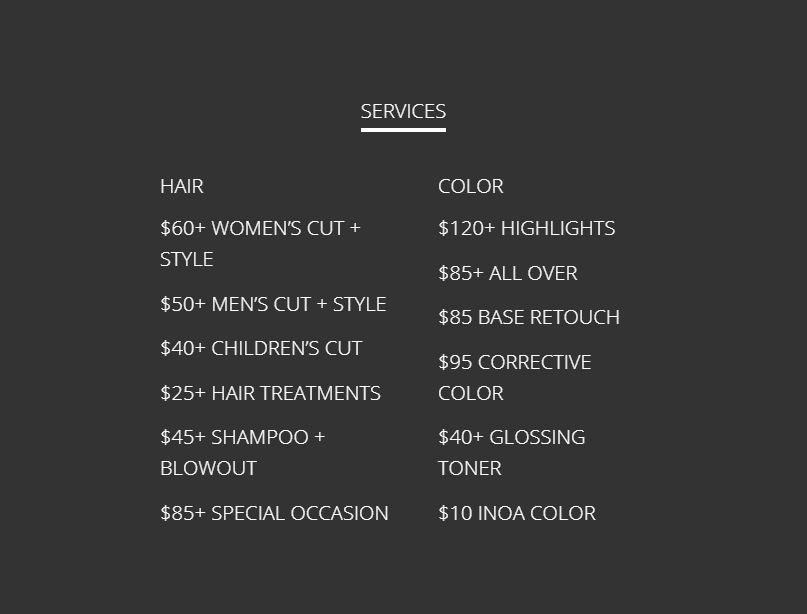 SERVICES
HAIR
$60+ WOMEN’S CUT +
STYLE
$50+ MEN’S CUT + STYLE
$40+ CHILDREN’S CUT
$25+ HAIR TREATMENTS
$45+ SHAMPOO +
BLOWOUT
$85+ SPECIAL OCCASION
COLOR
$120+ HIGHLIGHTS
$85+ ALL OVER
$85 BASE RETOUCH
$95 CORRECTIVE
COLOR
$40+ GLOSSING
TONER
$10 INOA COLOR